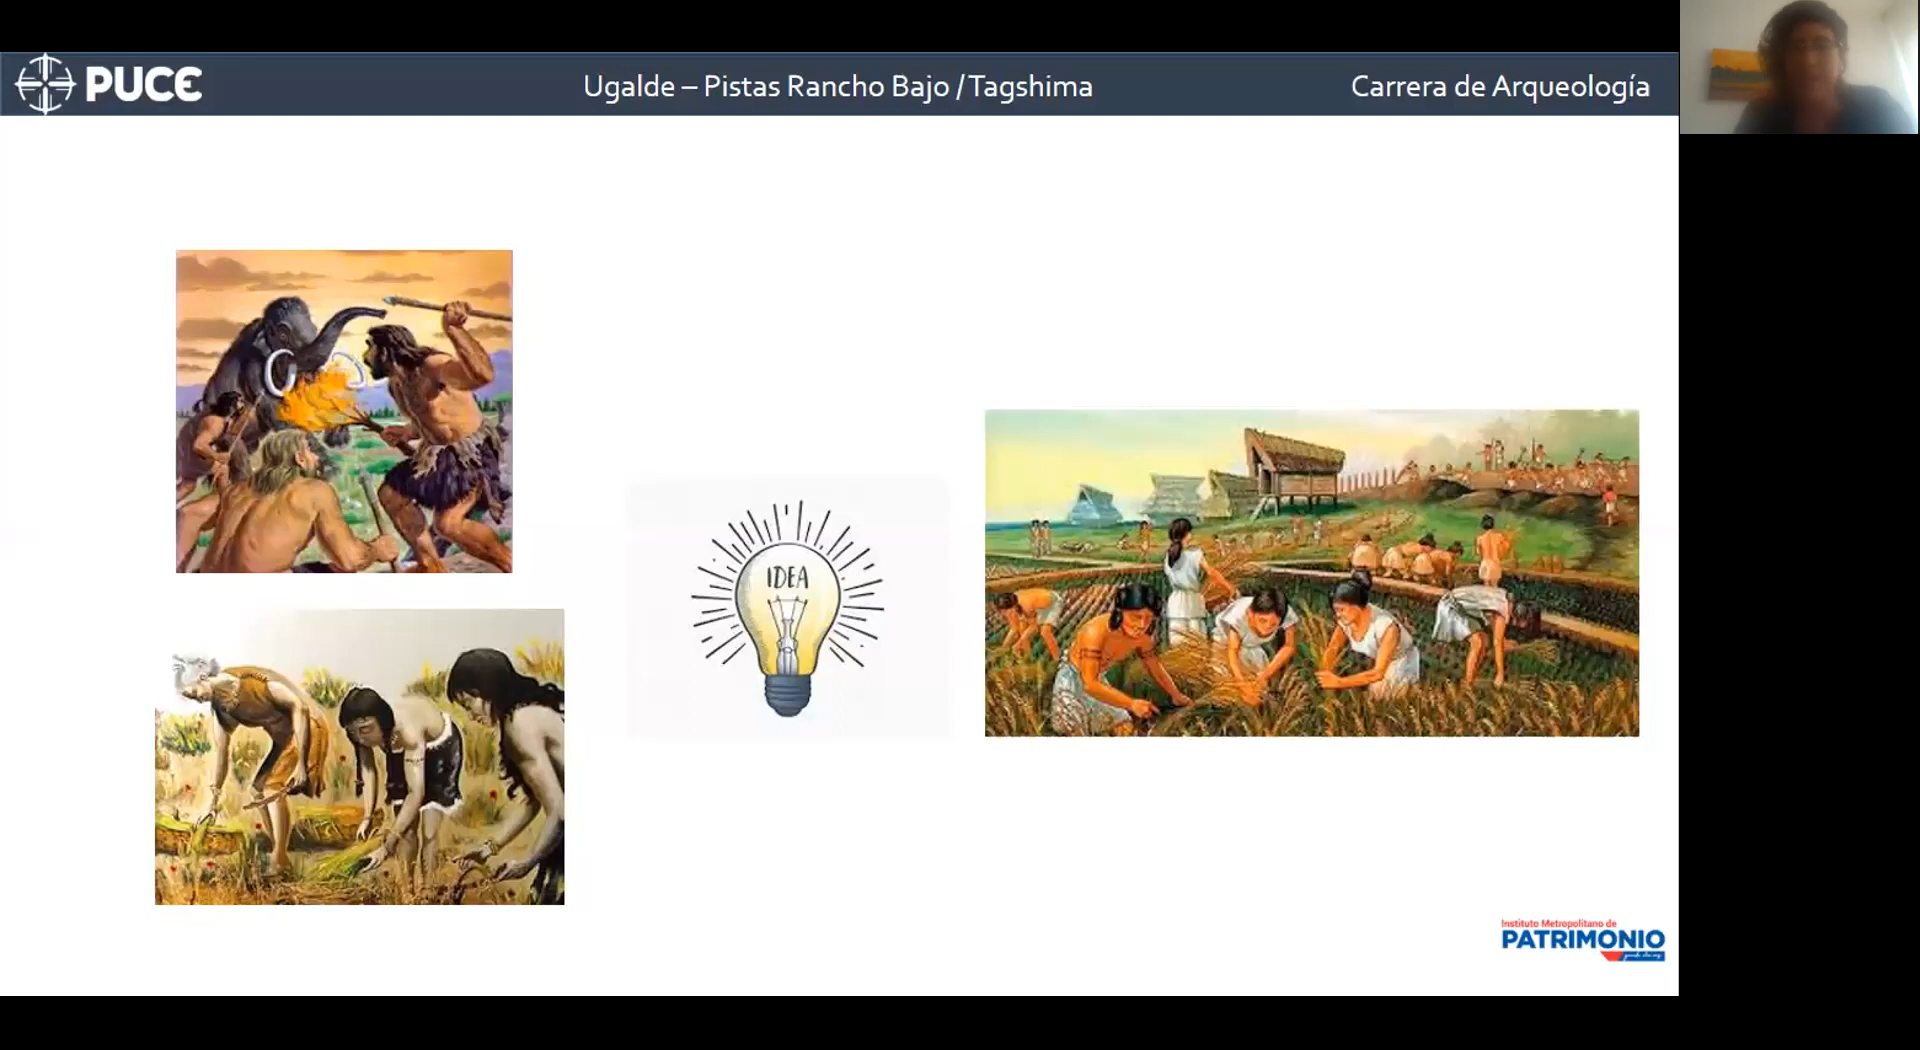 PUCE
Ugalde – Pistas Rancho Bajo / Tagshima
Carrera de Arqueología
IDEA
Instituto Metropolitano de
PATRIMONIO